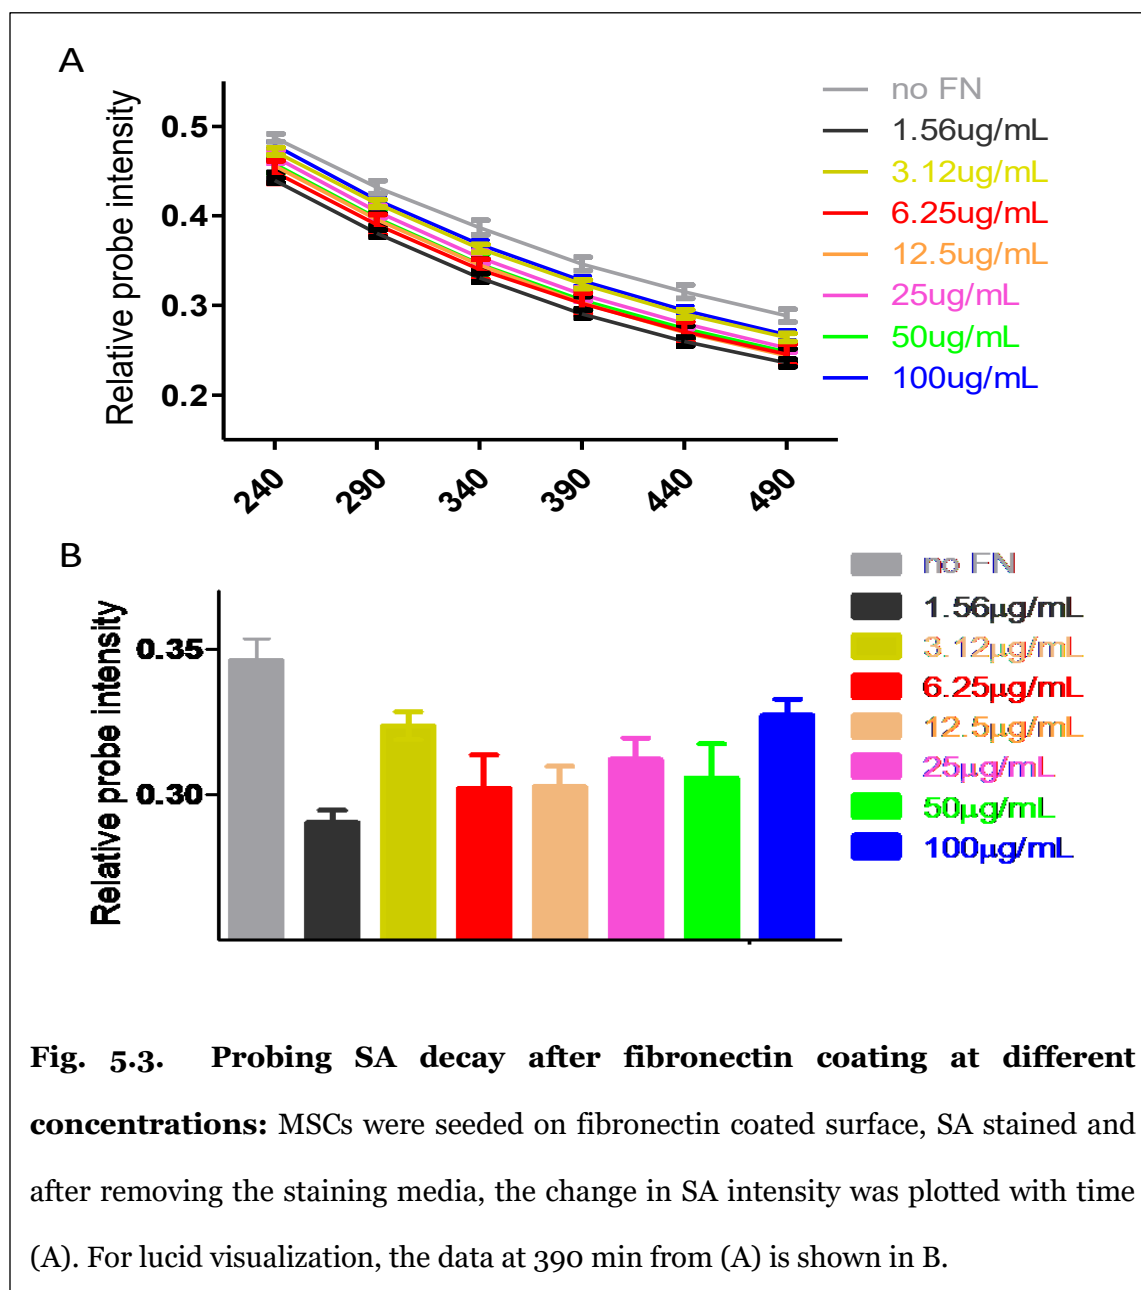 A
Relative probe intensity
0.5
0.4
0.3
0.2
240
290
340
390
440
490
no FN
1.56ug/mL
3.12ug/mL
6.25ug/mL
12.5ug/mL
25ug/mL
50ug/mL
100ug/mL
B
Relative probe intensity
0.35
0.30
no FN
1.56µg/mL
3.12µg/mL
6.25µg/mL
12.5µg/mL
25µg/mL
50µg/mL
100µg/mL
Fig. 5.3. Probing SA decay after fibronectin coating at different
concentrations: MSCs were seeded on fibronectin coated surface, SA stained and
after removing the staining media, the change in SA intensity was plotted with time
(A). For lucid visualization, the data at 390 min from (A) is shown in B.